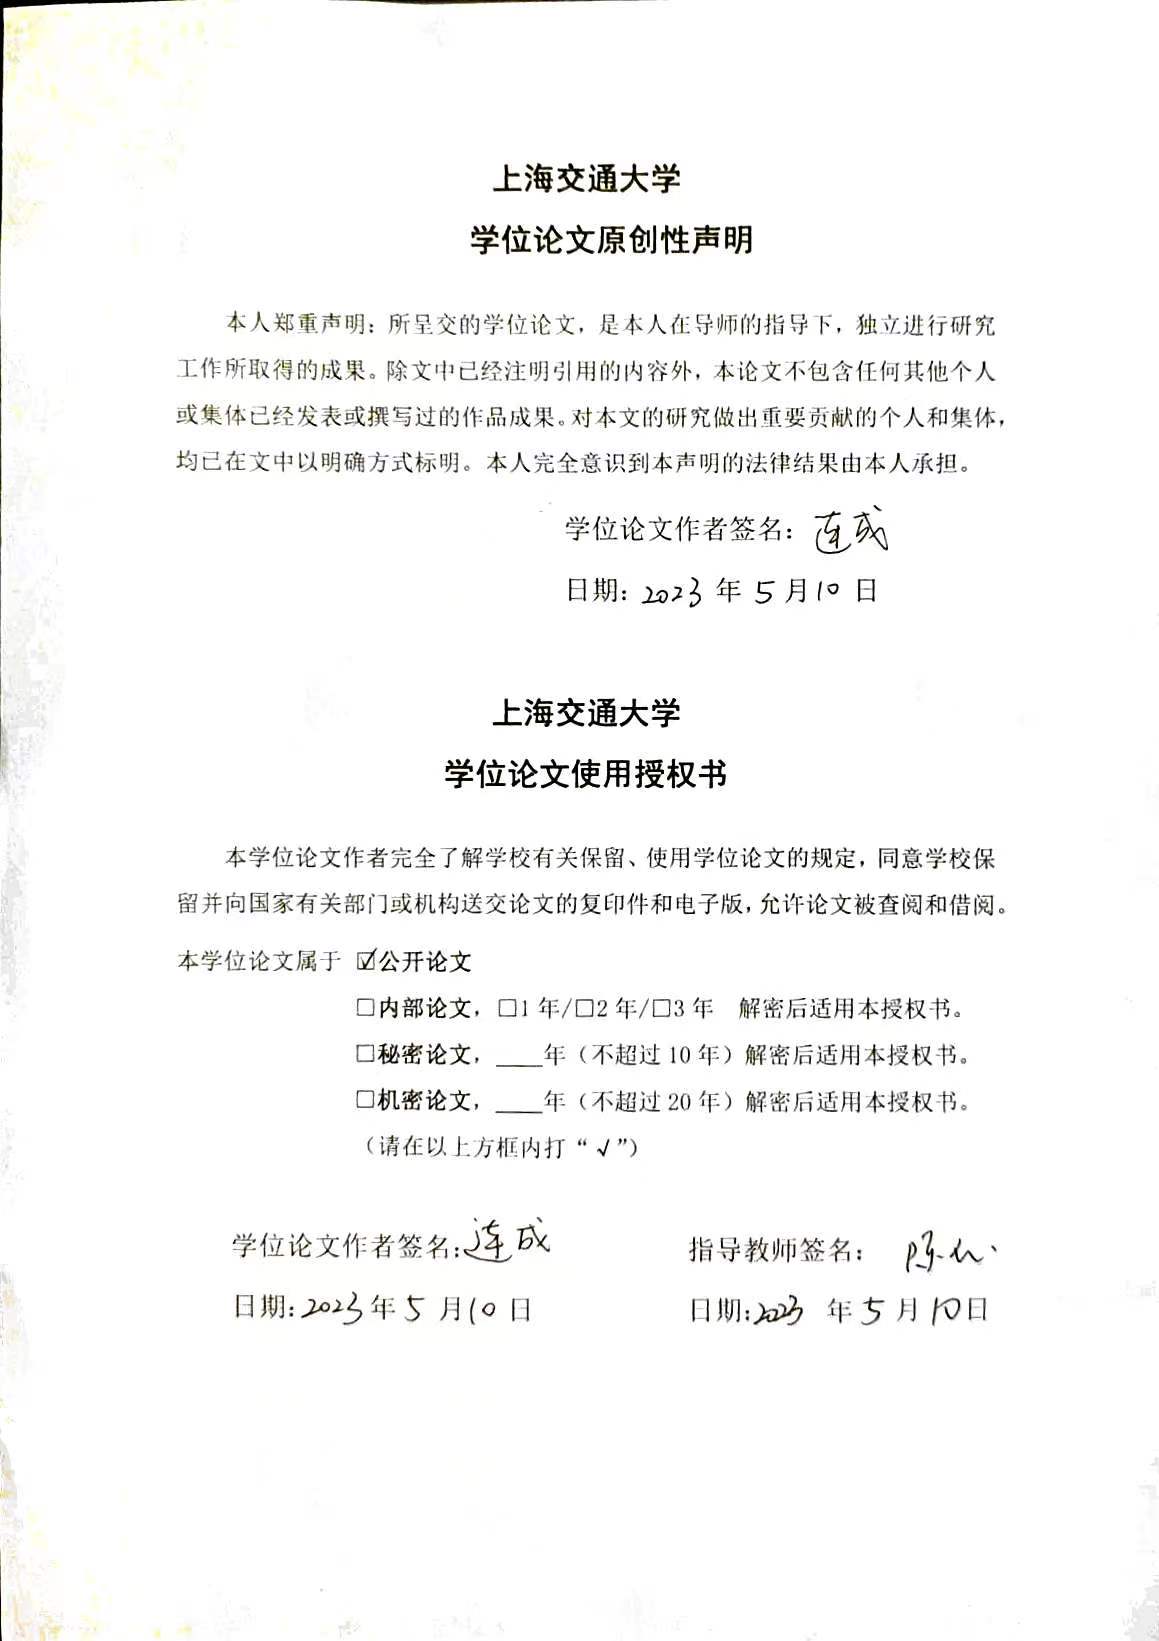 上海交通大学
学位论文原创性声明
本人郑重声明：所呈交的学位论文，是本人在导师的指导下，独立进行研究
工作所取得的成果。除文中已经注明引用的内容外，本论文不包含任何其他个人
或集体已经发表或撰写过的作品成果。对本文的研究做出重要贡献的个人和集体，
均已在文中以明确方式标明。本人完全意识到本声明的法律结果由本人承担。
学位论文作者签名：连成
日期：2023 年 5 月 10 日
上海交通大学
学位论文使用授权书
本学位论文作者完全了解学校有关保留、使用学位论文的规定，同意学校保
留并向国家有关部门或机构送交论文的复印件和电子版，允许论文被查阅和借阅。
本学位论文属于 ☑公开论文
□内部论文，□1 年/□2 年/□3 年 解密后适用本授权书。
□秘密论文，____年（不超过 10 年）解密后适用本授权书。
□机密论文，____年（不超过 20 年）解密后适用本授权书。
（请在以上方框内打“√”）
学位论文作者签名：连成 指导教师签名：
日期：2023 年 5 月 10 日 日期：2023 年 5 月 10 日